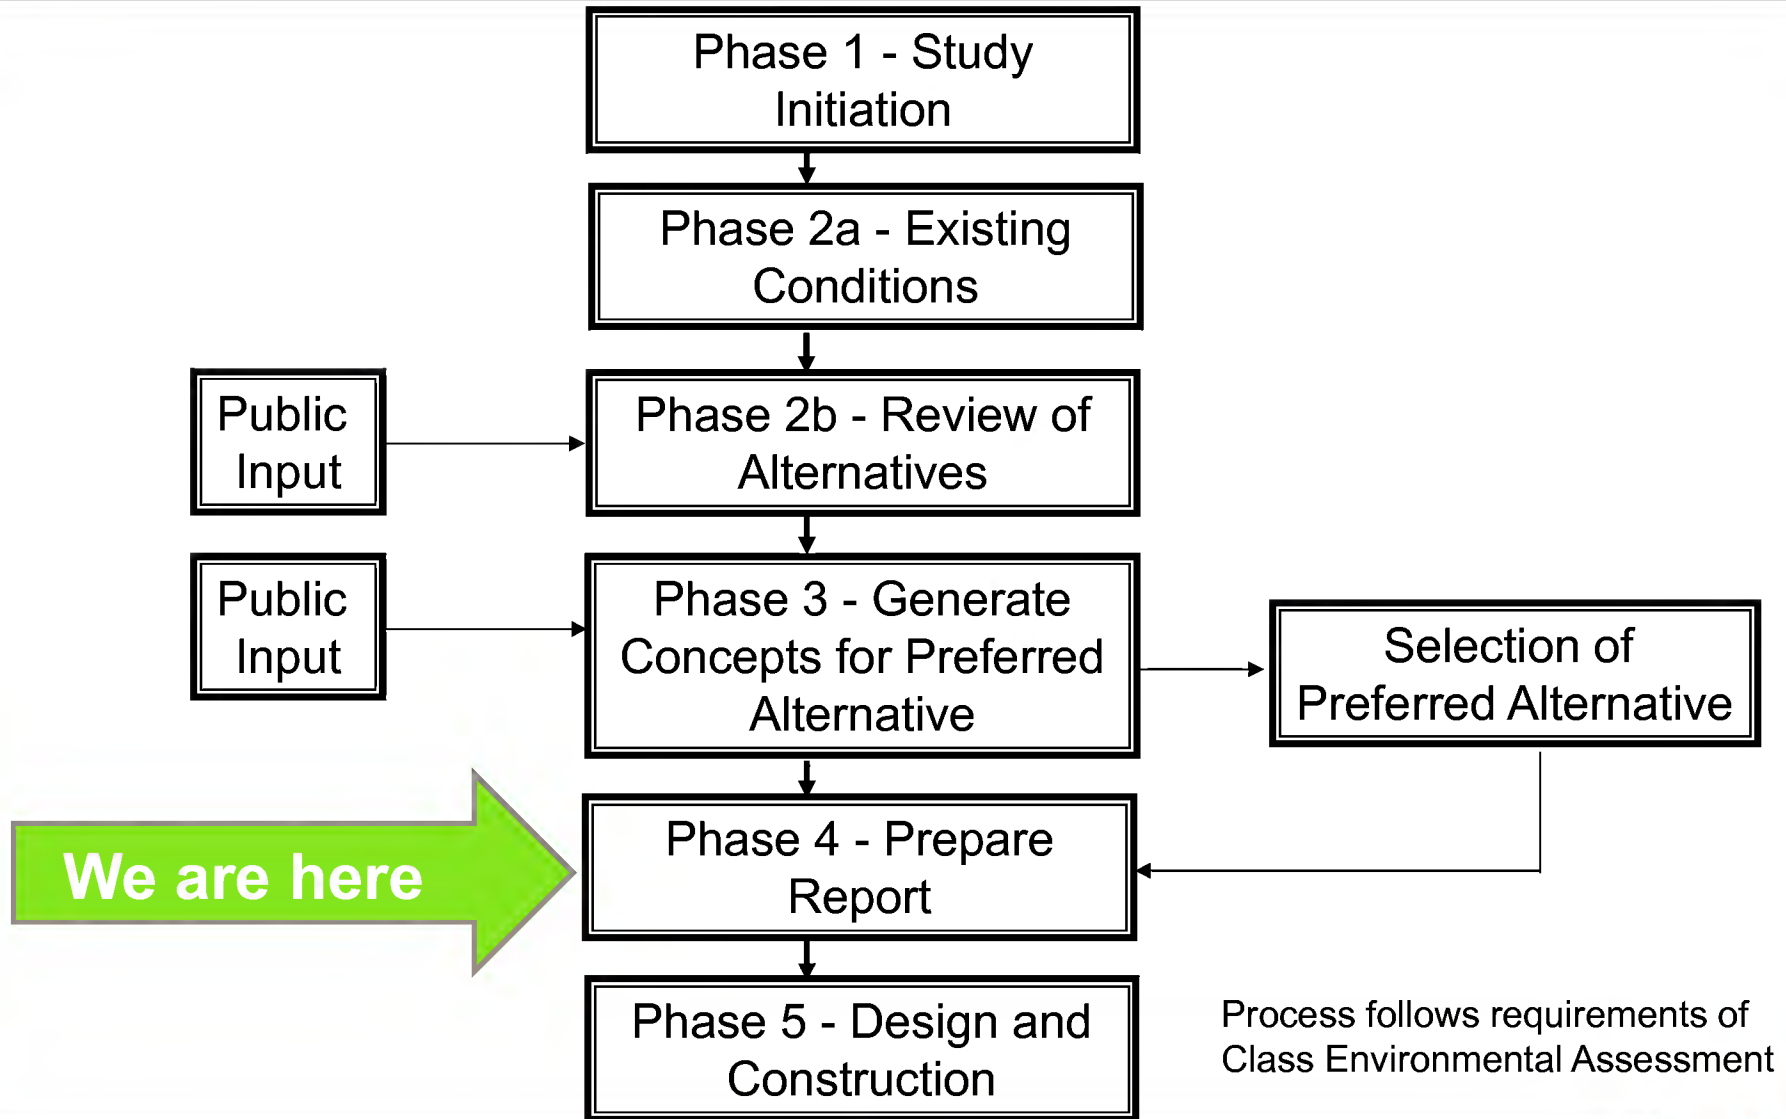 Phase 1 - Study
Initiation
Phase 2a - Existing
Conditions
Public
Input
Phase 2b - Review of
Alternatives
Public
Input
Phase 3 - Generate
Concepts for Preferred
Alternative
Selection of
Preferred Alternative
We are here
Phase 4 - Prepare
Report
Phase 5 - Design and
Construction
Process follows requirements of
Class Environmental Assessment